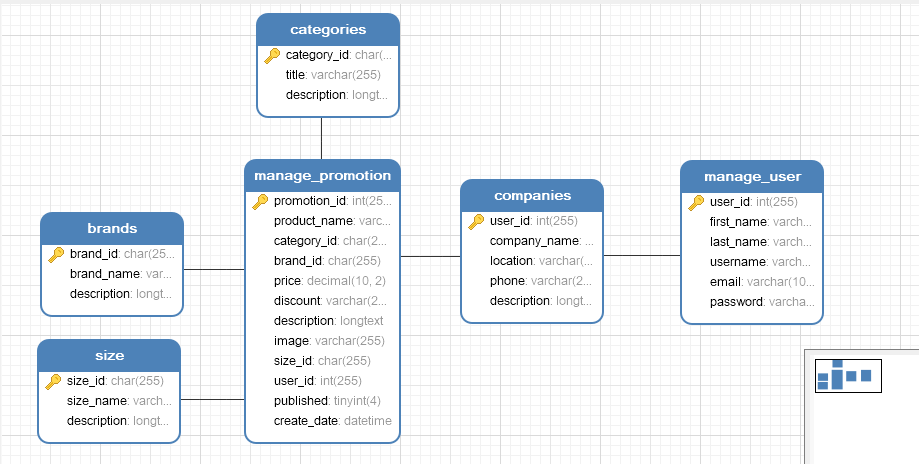 categories
category_id: char(...
title: varchar(255)
description: longt...
manage_promotion
promotion_id: int(25...
product_name: varc...
category_id: char(2...
brand_id: char(255)
price: decimal(10, 2)
discount: varchar(2...
description: longtext
image: varchar(255)
size_id: char(255)
user_id: int(255)
published: tinyint(4)
create_date: datetime
brands
brand_id: char(25...
brand_name: var...
description: longt...
size
size_id: char(255)
size_name: varch...
description: longt...
companies
user_id: int(255)
company_name: ...
location: varchar(...
phone: varchar(2...
description: longt...
manage_user
user_id: int(255)
first_name: varch...
last_name: varch...
username: varch...
email: varchar(10...
password: varcha...